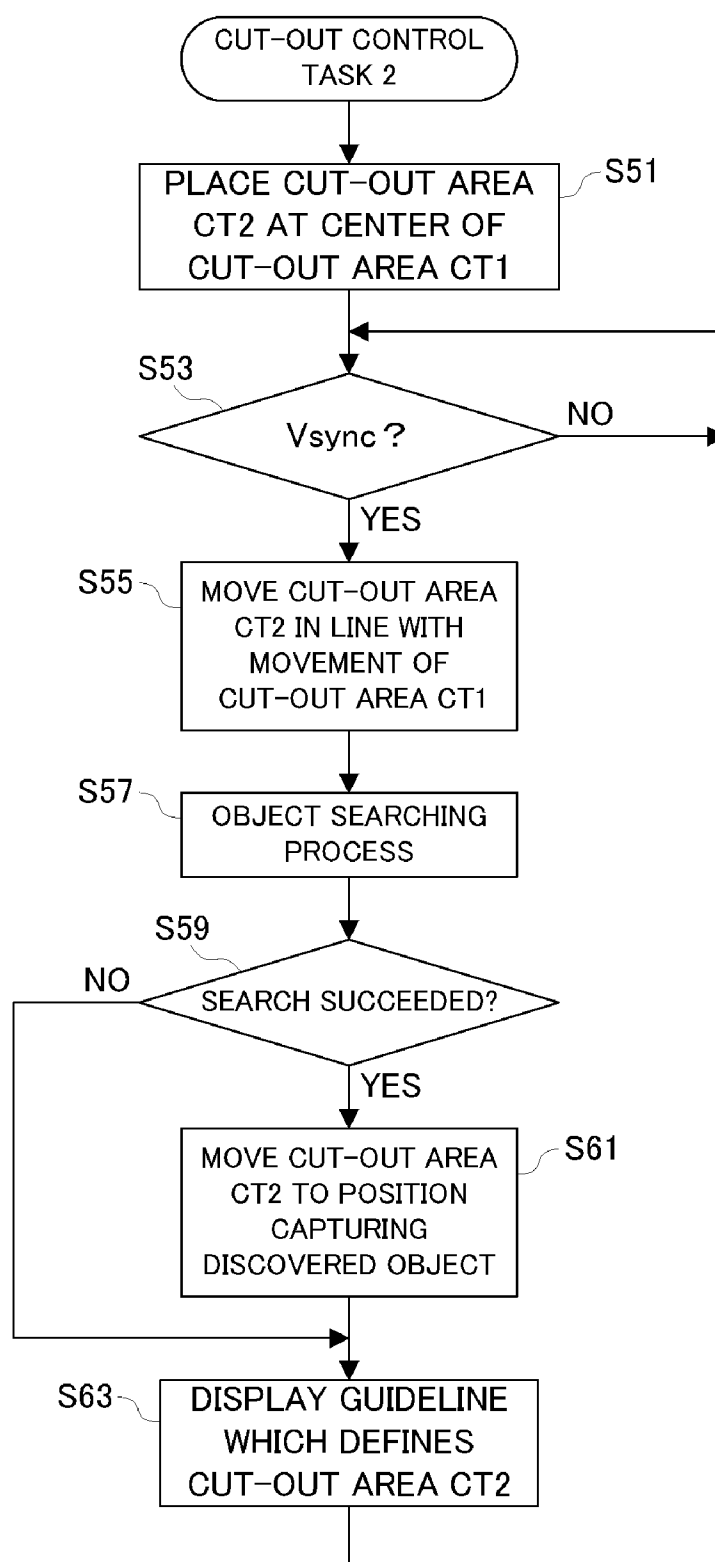 CUT-OUT CONTROL
TASK 2
S51
PLACE CUT-OUT AREA
CT2 AT CENTER OF
CUT-OUT AREA CT1
S53
Vsync ?
NO
YES
S55
MOVE CUT-OUT AREA
CT2 IN LINE WITH
MOVEMENT OF
CUT-OUT AREA CT1
S57
OBJECT SEARCHING
PROCESS
S59
NO
SEARCH SUCCEEDED?
YES
S61
MOVE CUT-OUT AREA
CT2 TO POSITION
CAPTURING
DISCOVERED OBJECT
S63
DISPLAY GUIDELINE
WHICH DEFINES
CUT-OUT AREA CT2